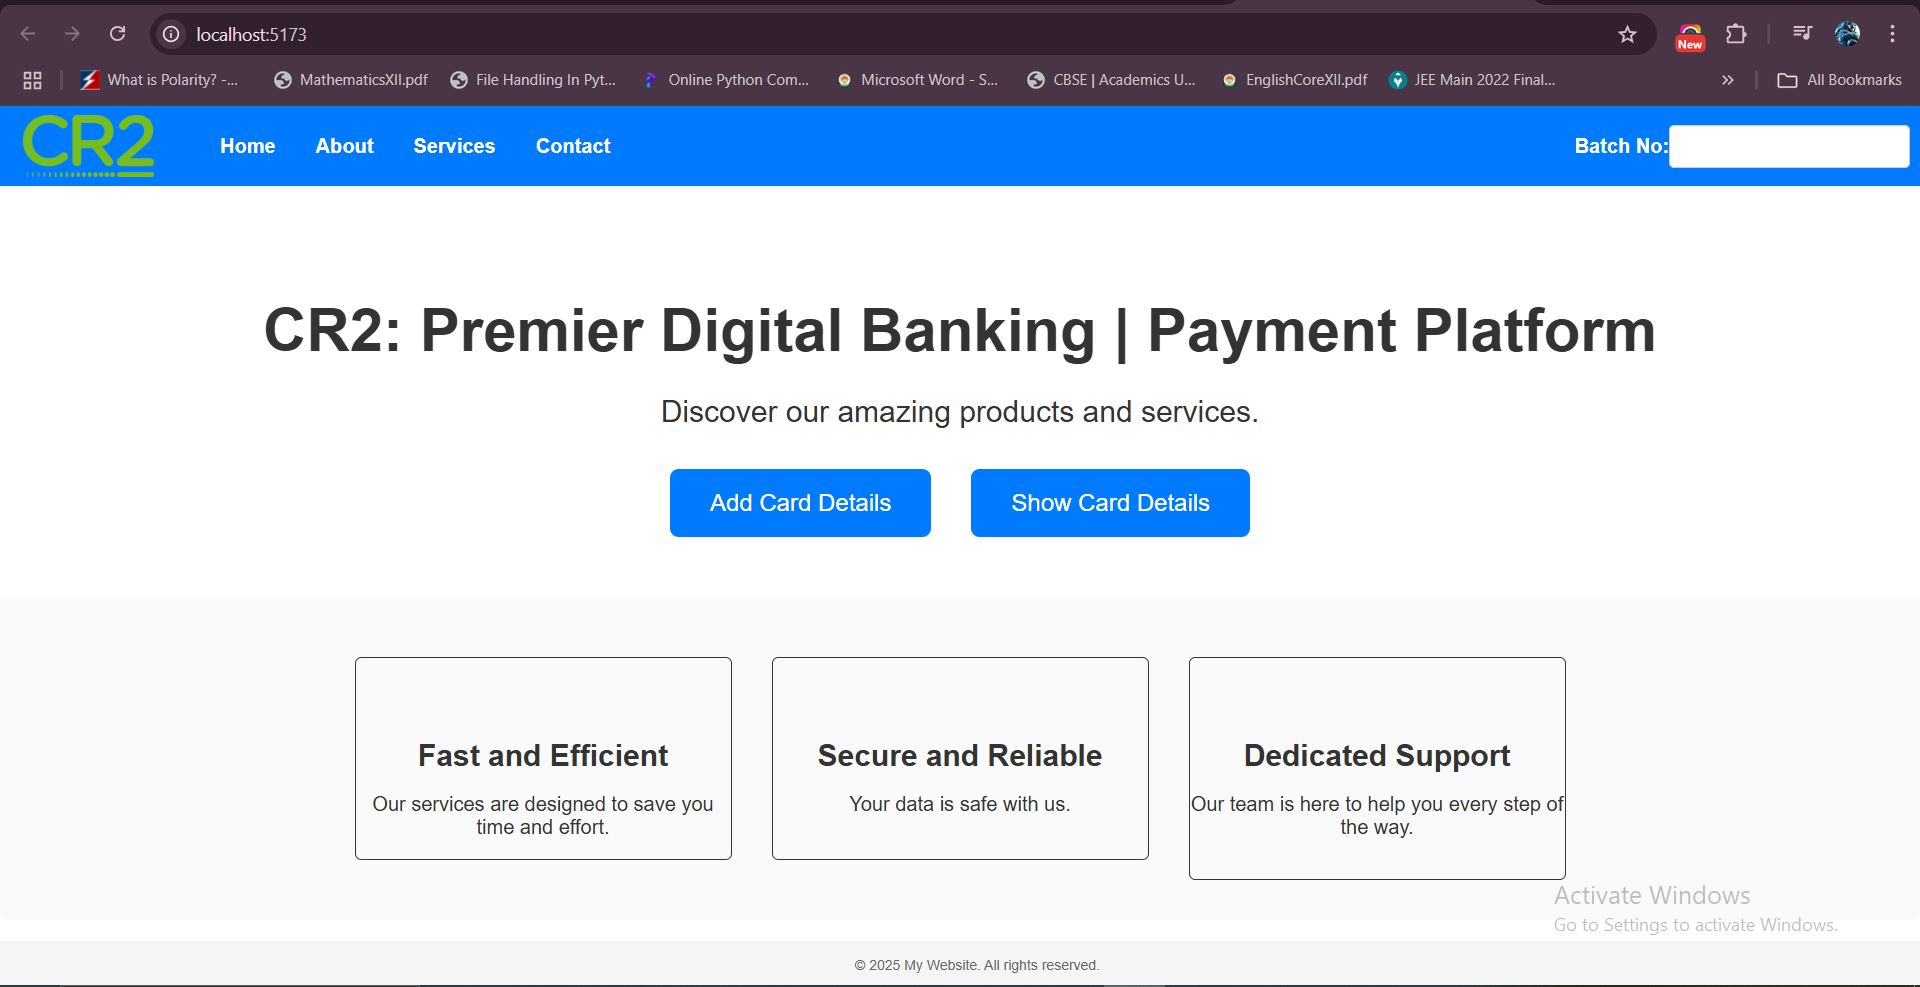 localhost:5173
New
What is Polarity? -...
MathematicsXII.pdf
File Handling In Pyt...
Online Python Com...
Microsoft Word - S...
CBSE | Academics U...
EnglishCoreXII.pdf
JEE Main 2022 Final...
All Bookmarks
CR2
Home
About
Services
Contact
Batch No:
CR2: Premier Digital Banking | Payment Platform
Discover our amazing products and services.
Add Card Details
Show Card Details
Fast and Efficient
Our services are designed to save you
time and effort.
Secure and Reliable
Your data is safe with us.
Dedicated Support
Our team is here to help you every step of
the way.
Activate Windows
Go to Settings to activate Windows.
© 2025 My Website. All rights reserved.